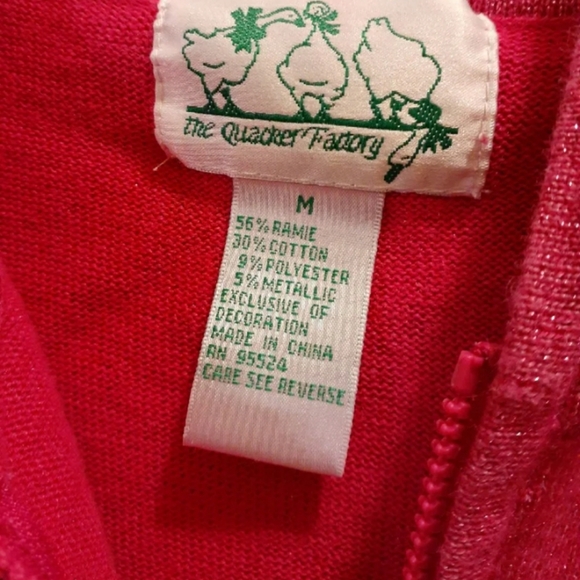 the Quacker Factory
M
56% RAMIE
30% COTTON
9% POLYESTER
5% METALLIC
EXCLUSIVE OF
DECORATION
MADE IN CHINA
RN 95524
CARE SEE REVERSE